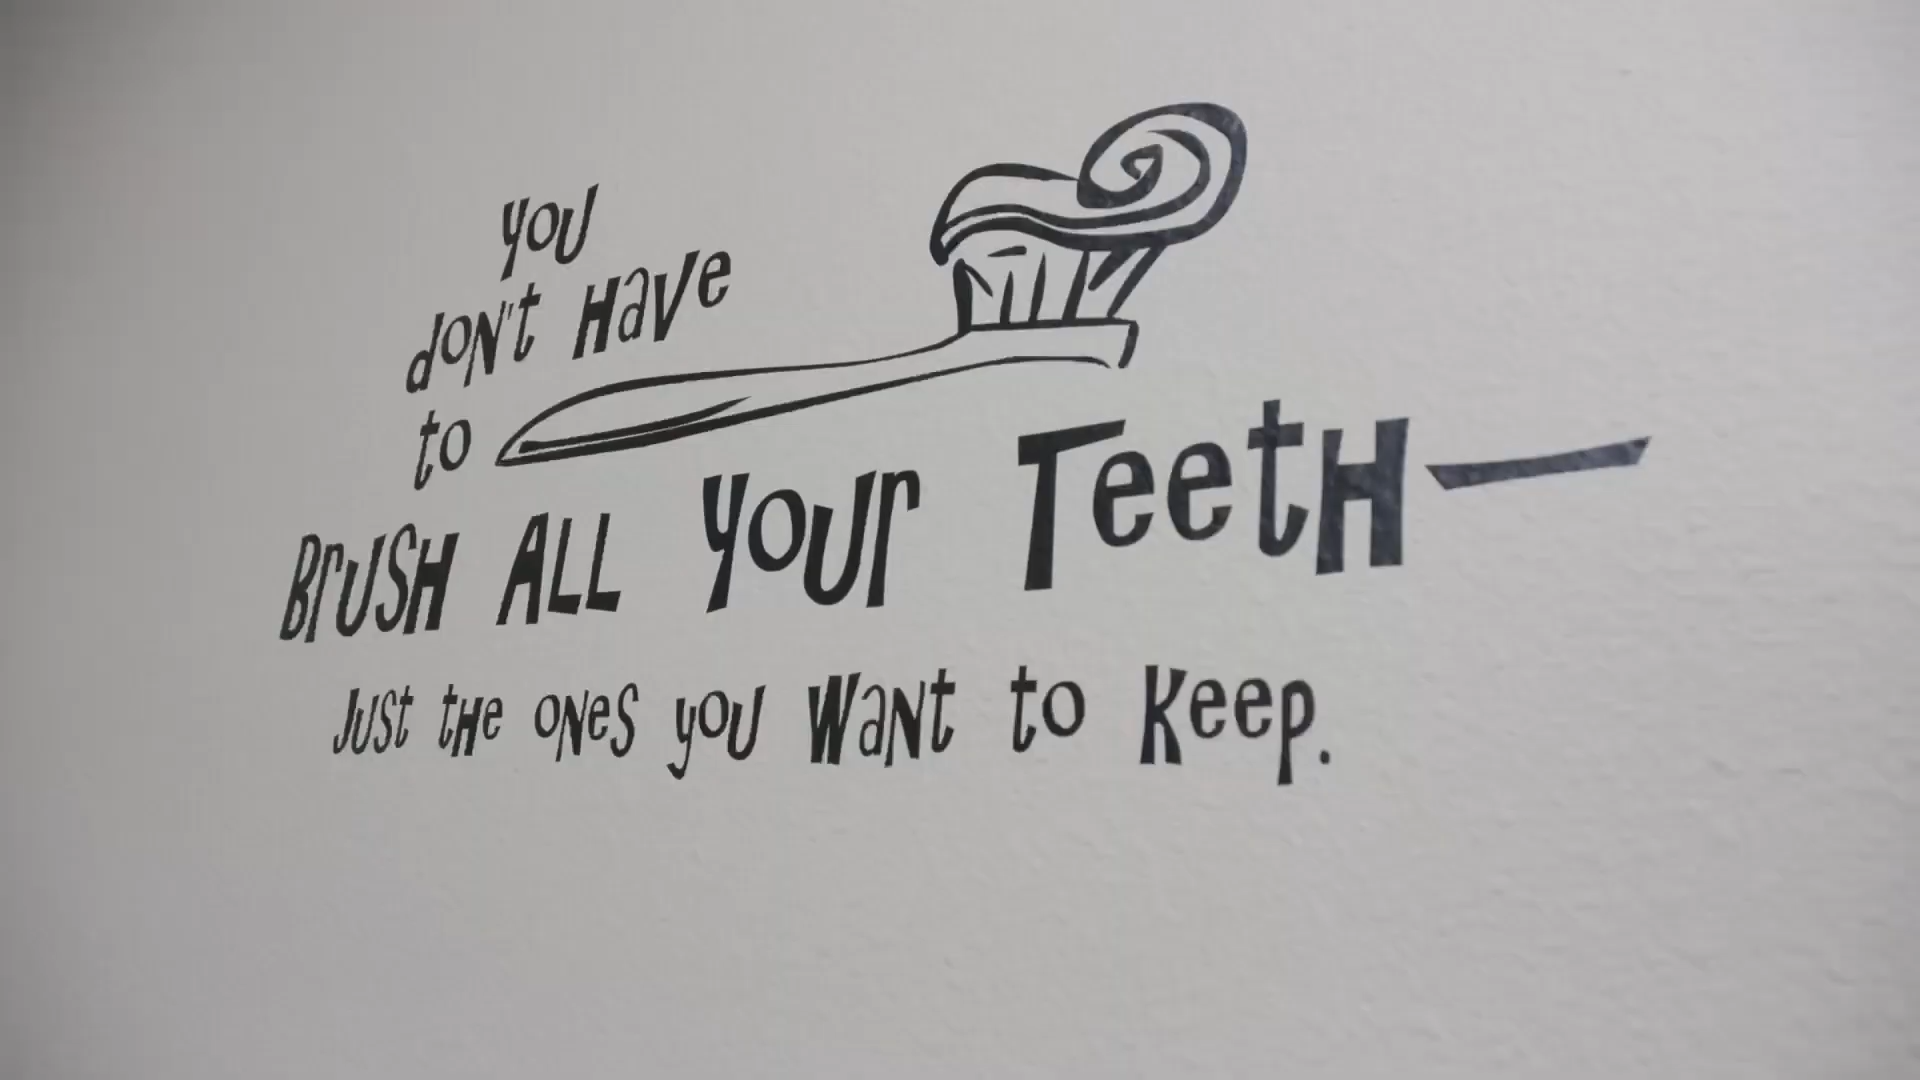 you
don't Have
to
Brush ALL your Teeth—
Just the ones you Want to Keep.